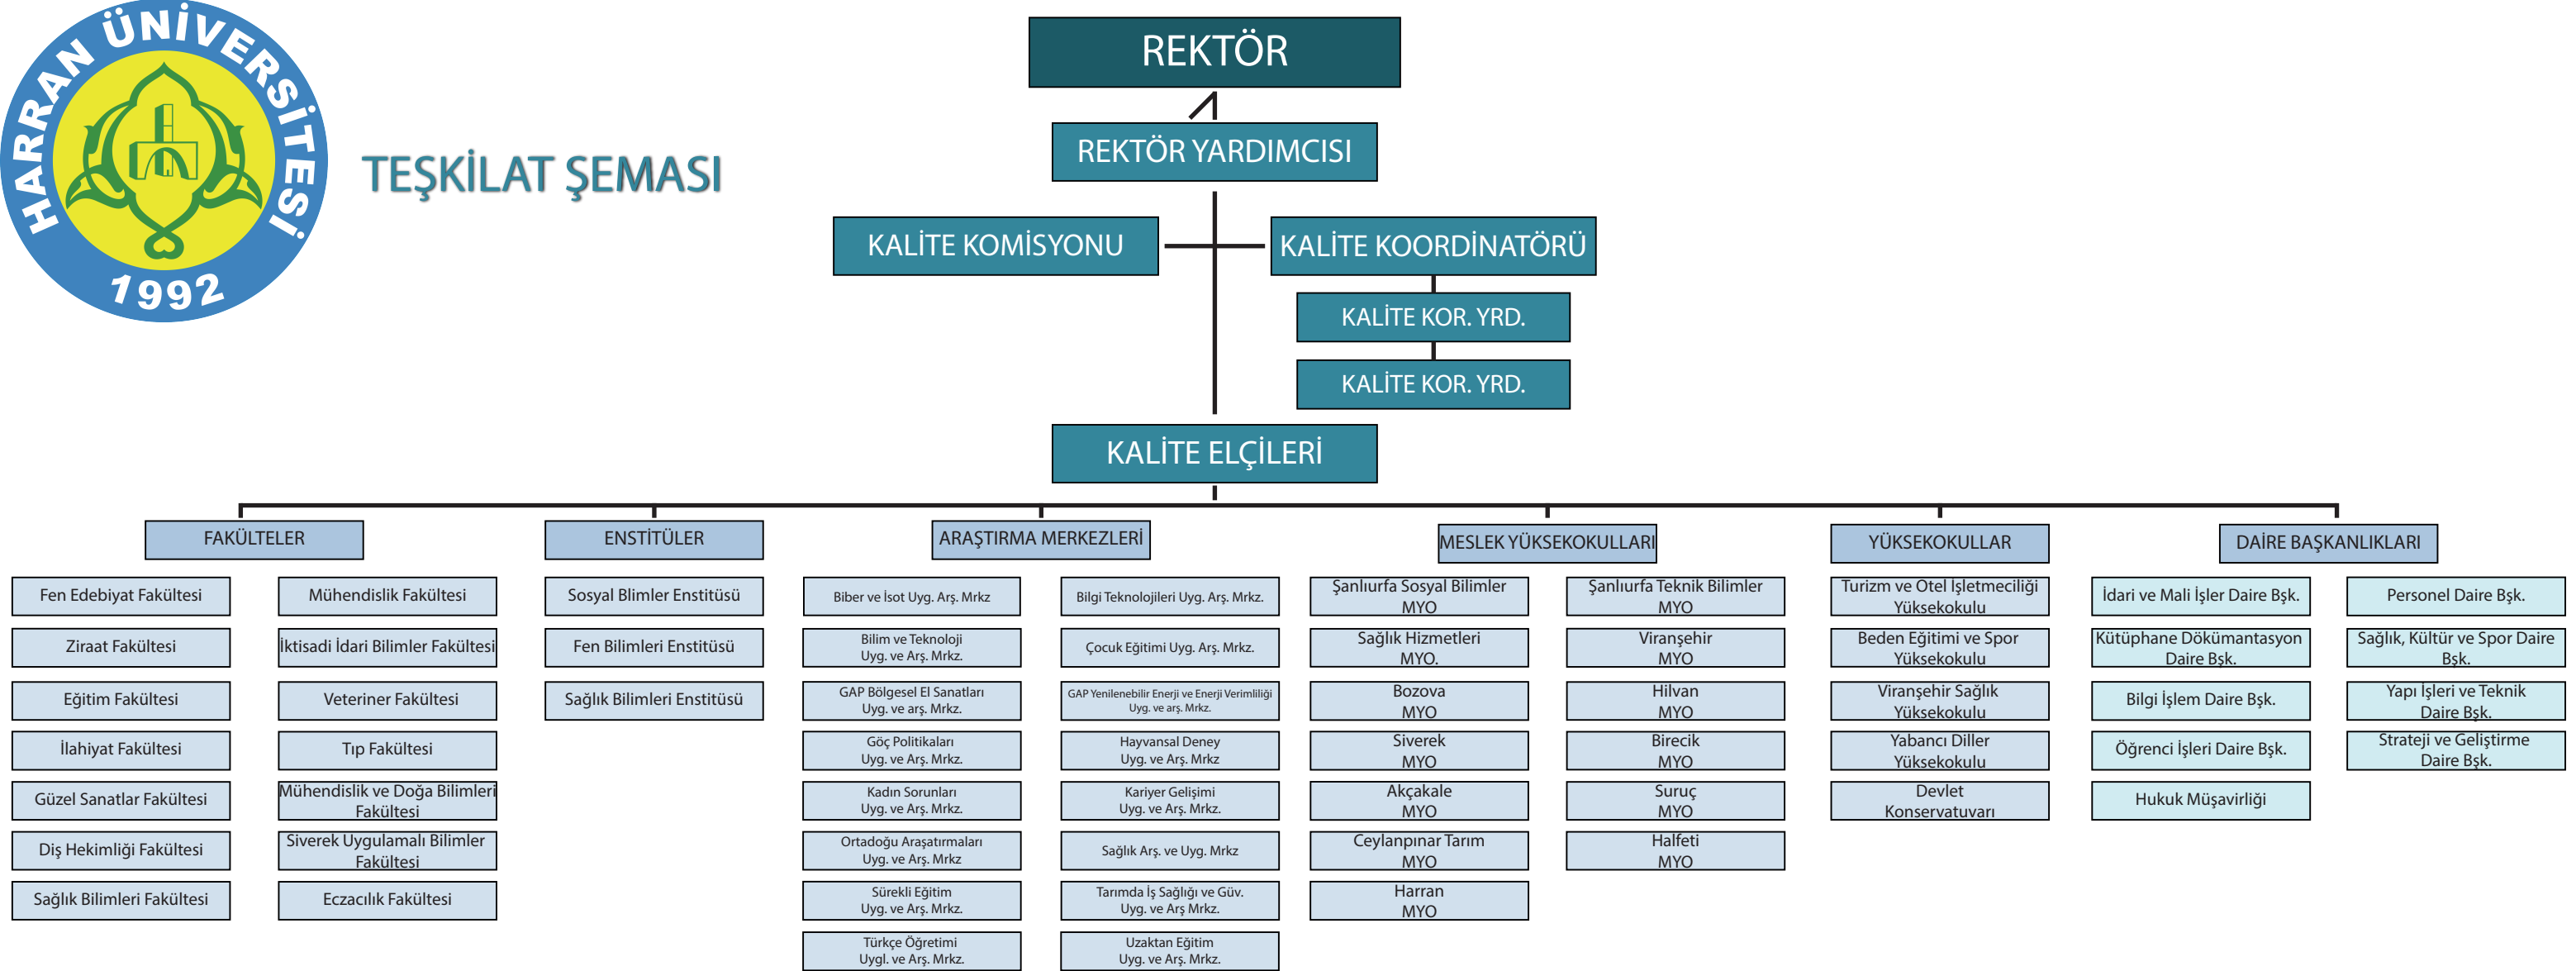 HARRAN ÜNİVERSİTESİ
1992
TEŞKİLAT ŞEMASI
REKTÖR
REKTÖR YARDIMCISI
KALİTE KOMİSYONU
KALİTE KOORDİNATÖRÜ
KALİTE KOR. YRD.
KALİTE KOR. YRD.
KALİTE ELÇİLERİ
FAKÜLTELER
Fen Edebiyat Fakültesi
Ziraat Fakültesi
Eğitim Fakültesi
İlahiyat Fakültesi
Güzel Sanatlar Fakültesi
Diş Hekimliği Fakültesi
Sağlık Bilimleri Fakültesi
Mühendislik Fakültesi
İktisadi İdari Bilimler Fakültesi
Veteriner Fakültesi
Tıp Fakültesi
Mühendislik ve Doğa Bilimleri
Fakültesi
Siverek Uygulamalı Bilimler
Fakültesi
Eczacılık Fakültesi
ENSTİTÜLER
Sosyal Blimler Enstitüsü
Fen Bilimleri Enstitüsü
Sağlık Bilimleri Enstitüsü
ARAŞTIRMA MERKEZLERİ
Biber ve İsot Uyg. Arş. Mrkz
Bilim ve Teknoloji
Uyg. ve Arş. Mrkz.
GAP Bölgesel El Sanatları
Uyg. ve arş. Mrkz.
Göç Politikaları
Uyg. ve Arş. Mrkz.
Kadın Sorunları
Uyg. ve Arş. Mrkz.
Ortadoğu Araşatırmaları
Uyg. ve Arş. Mrkz
Sürekli Eğitim
Uyg. ve Arş. Mrkz.
Türkçe Öğretimi
Uygl. ve Arş. Mrkz.
Bilgi Teknolojileri Uyg. Arş. Mrkz.
Çocuk Eğitimi Uyg. Arş. Mrkz.
GAP Yenilenebilir Enerji ve Enerji Verimliliği
Uyg. ve arş. Mrkz.
Hayvansal Deney
Uyg. ve Arş. Mrkz
Kariyer Gelişimi
Uyg. ve Arş. Mrkz.
Sağlık Arş. ve Uyg. Mrkz
Tarımda İş Sağlığı ve Güv.
Uyg. ve Arş Mrkz.
Uzaktan Eğitim
Uyg. ve Arş. Mrkz.
MESLEK YÜKSEKOKULLARI
Şanlıurfa Sosyal Bilimler
MYO
Sağlık Hizmetleri
MYO.
Bozova
MYO
Siverek
MYO
Akçakale
MYO
Ceylanpınar Tarım
MYO
Harran
MYO
Şanlıurfa Teknik Bilimler
MYO
Viranşehir
MYO
Hilvan
MYO
Birecik
MYO
Suruç
MYO
Halfeti
MYO
YÜKSEKOKULLAR
Turizm ve Otel İşletmeciliği
Yüksekokulu
Beden Eğitimi ve Spor
Yüksekokulu
Viranşehir Sağlık
Yüksekokulu
Yabancı Diller
Yüksekokulu
Devlet
Konservatuvarı
DAİRE BAŞKANLIKLARI
İdari ve Mali İşler Daire Bşk.
Kütüphane Dökümantasyon
Daire Bşk.
Bilgi İşlem Daire Bşk.
Öğrenci İşleri Daire Bşk.
Hukuk Müşavirliği
Personel Daire Bşk.
Sağlık, Kültür ve Spor Daire
Bşk.
Yapı İşleri ve Teknik
Daire Bşk.
Strateji ve Geliştirme
Daire Bşk.